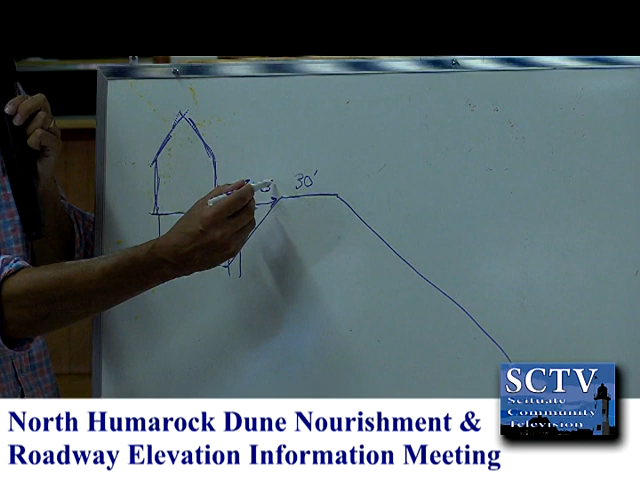 30'
SCTV
Scituate
Community
Television
North Humarock Dune Nourishment &
Roadway Elevation Information Meeting